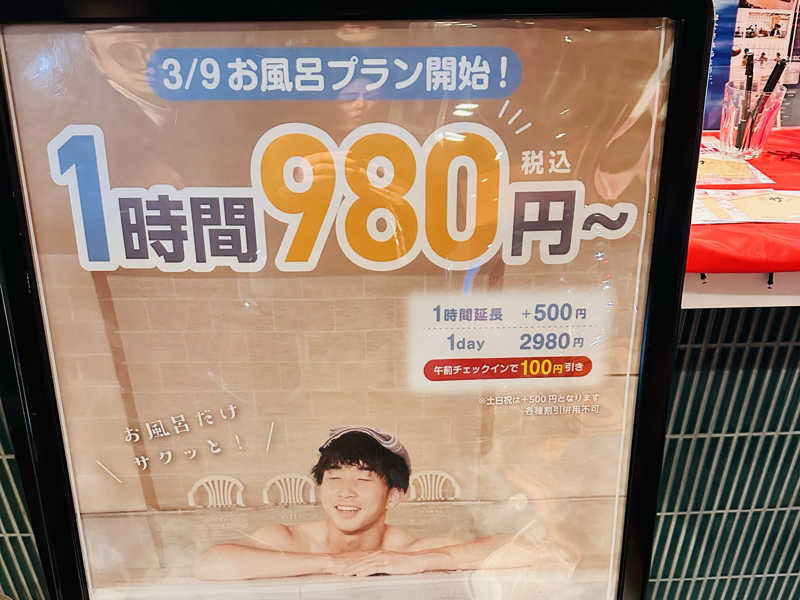 3/9お風呂プラン開始！
1時間980円～
税込
1時間延長 +500円
1day 2980円
午前チェックインで100円引き
※土日祝は+500円となります
各種割引併用不可
お風呂だけ
サクッと！